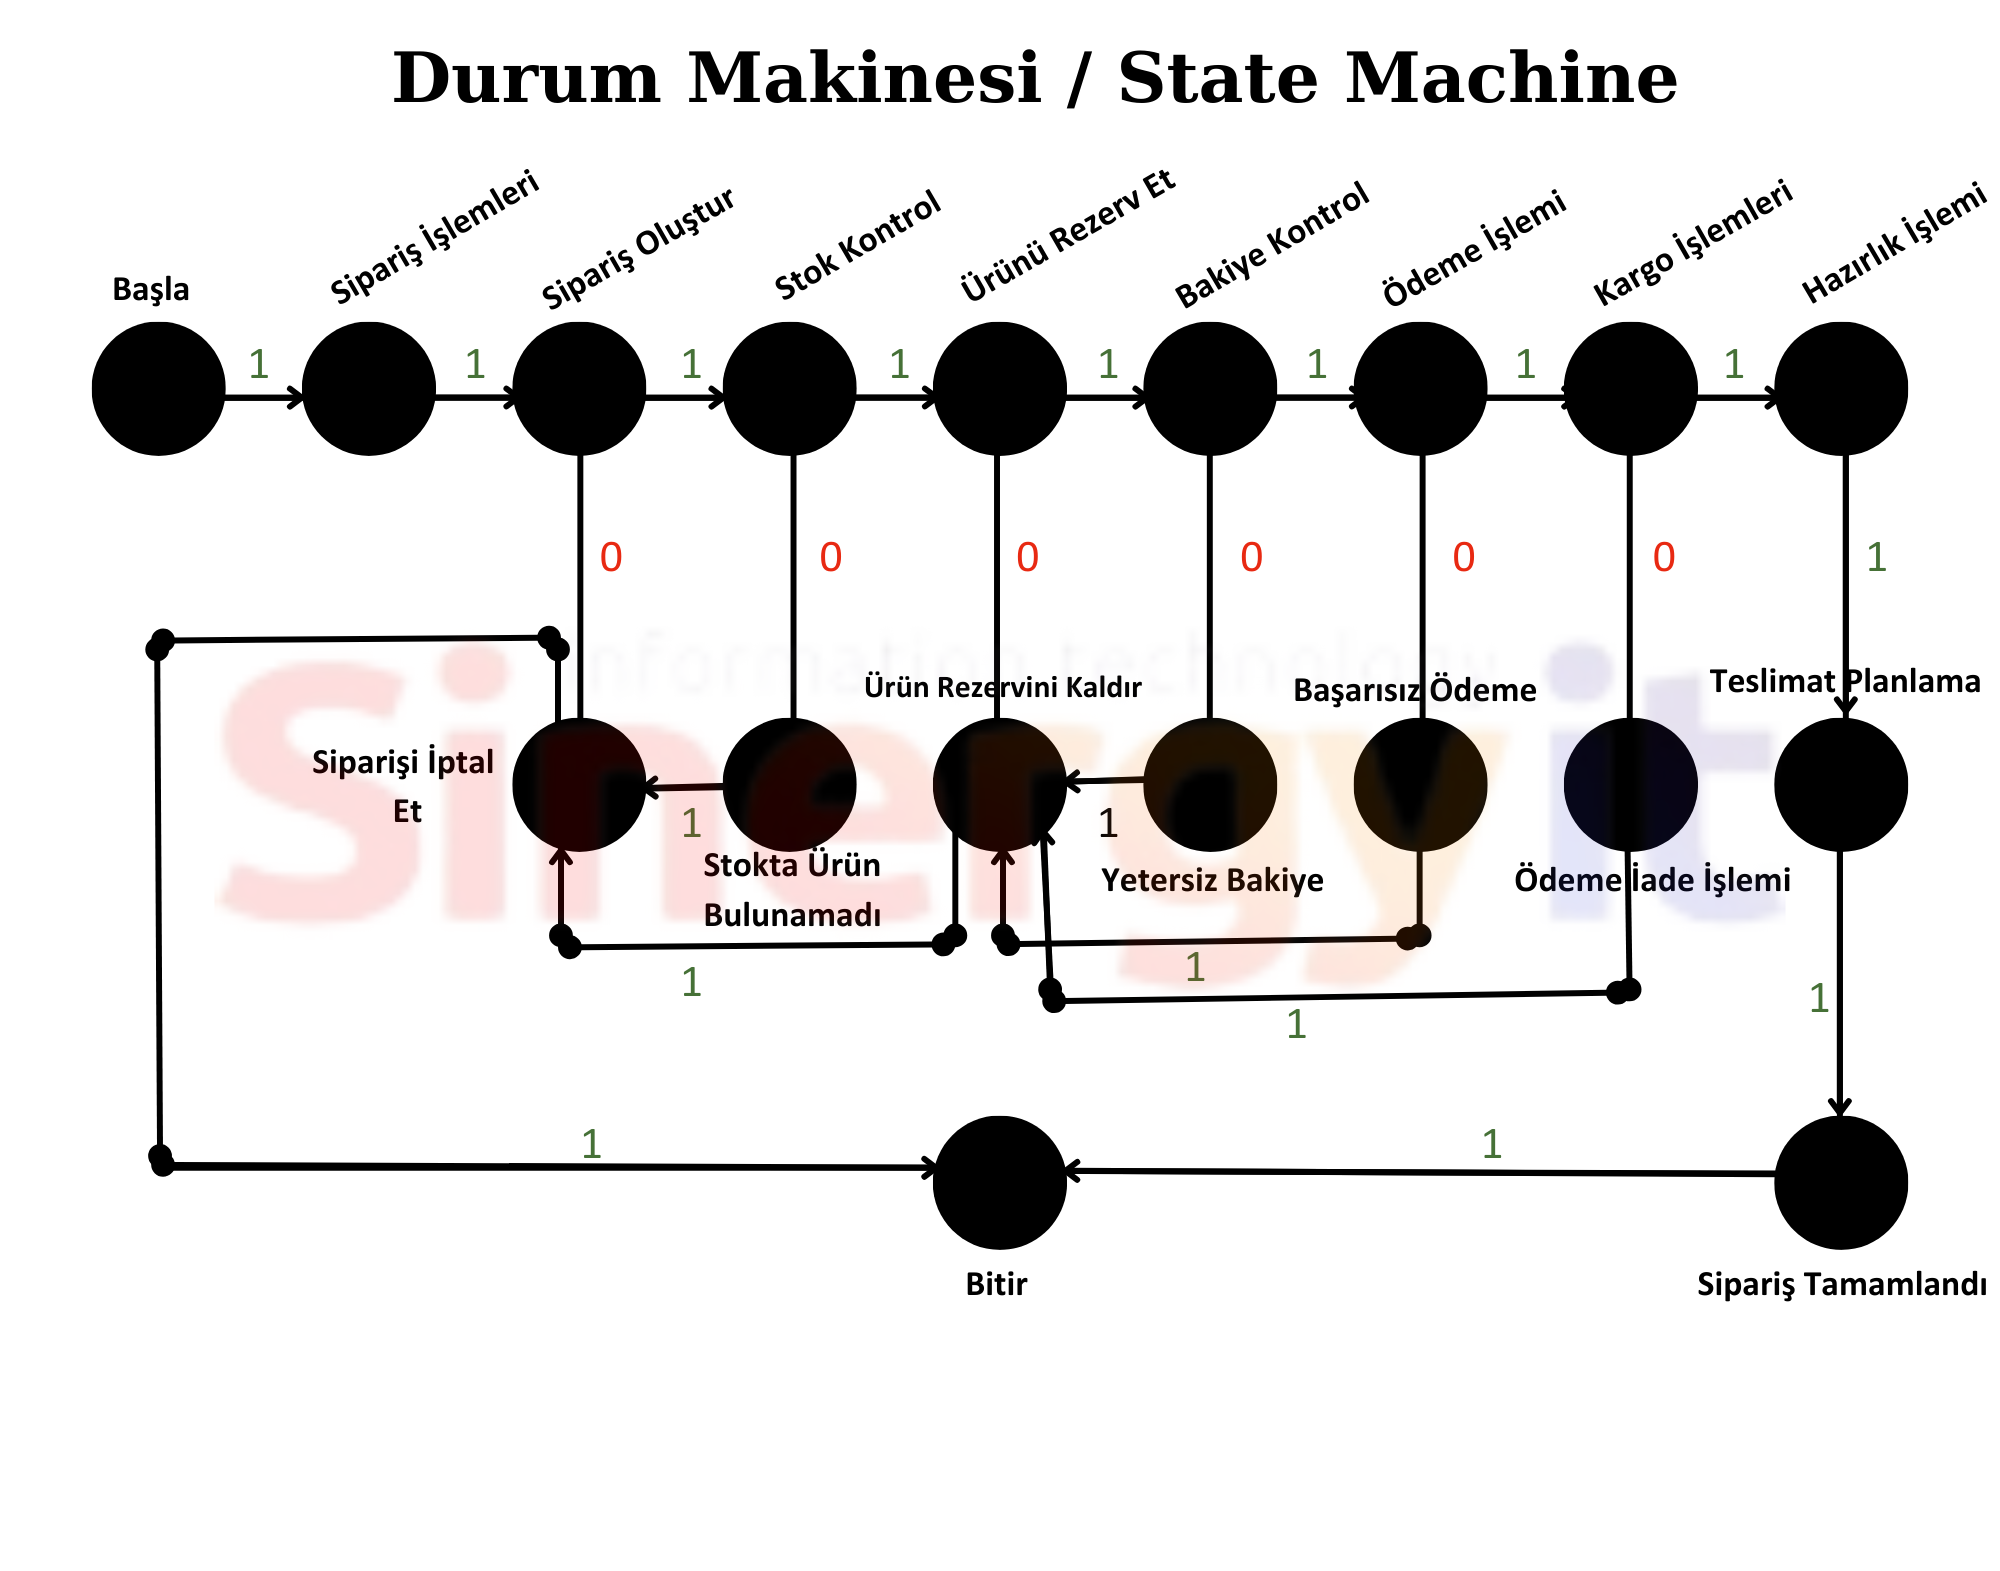 Durum Makinesi / State Machine
Başla
Sipariş İşlemleri
Sipariş Oluştur
Stok Kontrol
Ürünü Rezerv Et
Bakiye Kontrol
Ödeme İşlemi
Kargo İşlemleri
Hazırlık İşlemi
1 1 1 1 1 1 1 1
0 0 0 0 0 0 1
information technology
Sinergyit
Ürün Rezervini Kaldır
Başarısız Ödeme
Teslimat Planlama
Siparişi İptal
Et
1
1
Stokta Ürün
Bulunamadı
Yetersiz Bakiye
Ödeme İade İşlemi
1
1
1
1
1
1
Bitir
Sipariş Tamamlandı